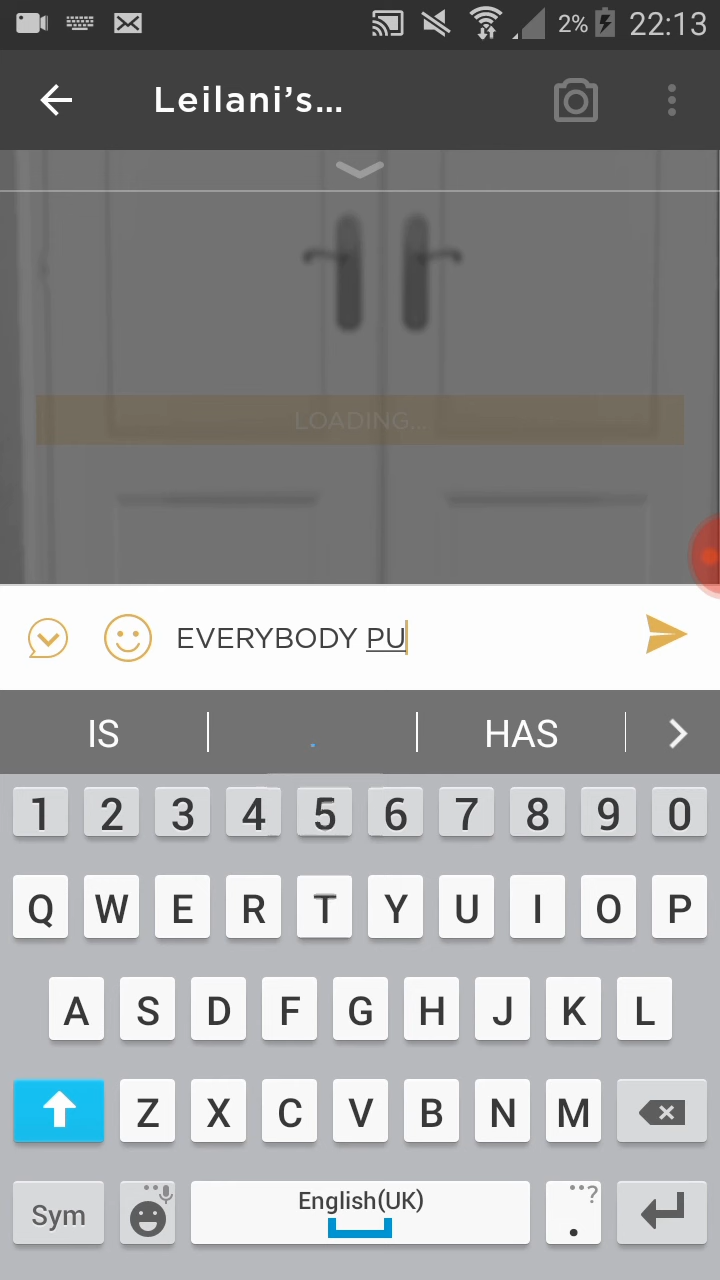 2% 22:13
Leilani's...
LOADING...
EVERYBODY PU
IS . HAS
1 2 3 4 5 6 7 8 9 0
Q W E R T Y U I O P
A S D F G H J K L
Z X C V B N M
Sym English(UK) . ?